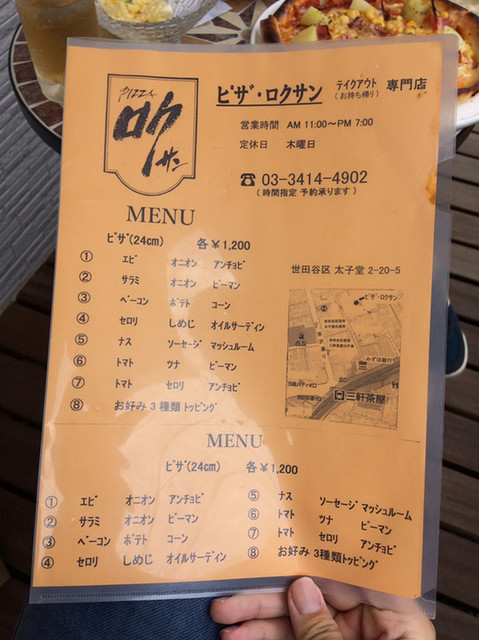 PIZZA
ロク
サン
ピザ・ロクサン テイクアウト (お持ち帰り) 専門店
営業時間 AM 11:00～PM 7:00
定休日 木曜日
☎ 03-3414-4902
(時間指定 予約承ります)
MENU
ピザ(24cm) 各￥1,200
① エビ オニオン アンチョビ
② サラミ オニオン ピーマン
③ ベーコン ポテト コーン
④ セロリ しめじ オイルサーディン
⑤ ナス ソーセージ マッシュルーム
⑥ トマト ツナ ピーマン
⑦ トマト セロリ アンチョビ
⑧ お好み 3種類トッピング
世田谷区 太子堂 2-20-5
ピザ・ロクサン
みずほ銀行
三軒茶屋
MENU
ピザ(24cm) 各￥1,200
① エビ オニオン アンチョビ
② サラミ オニオン ピーマン
③ ベーコン ポテト コーン
④ セロリ しめじ オイルサーディン
⑤ ナス ソーセージ マッシュルーム
⑥ トマト ツナ ピーマン
⑦ トマト セロリ アンチョビ
⑧ お好み 3種類トッピング